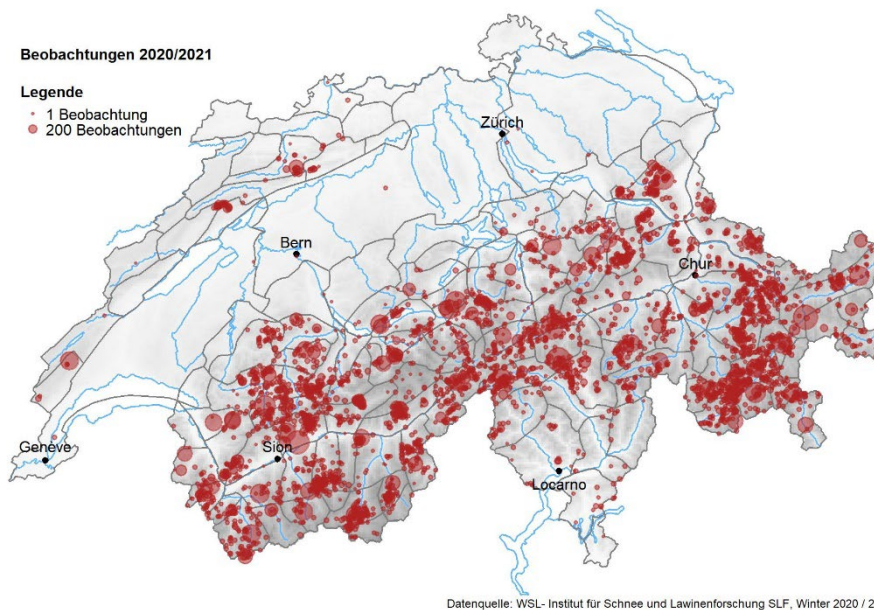 Beobachtungen 2020/2021
Legende
1 Beobachtung
200 Beobachtungen
Zürich
Bern
Chur
Genève
Sion
Locarno
Datenquelle: WSL- Institut für Schnee und Lawinenforschung SLF, Winter 2020 / 2